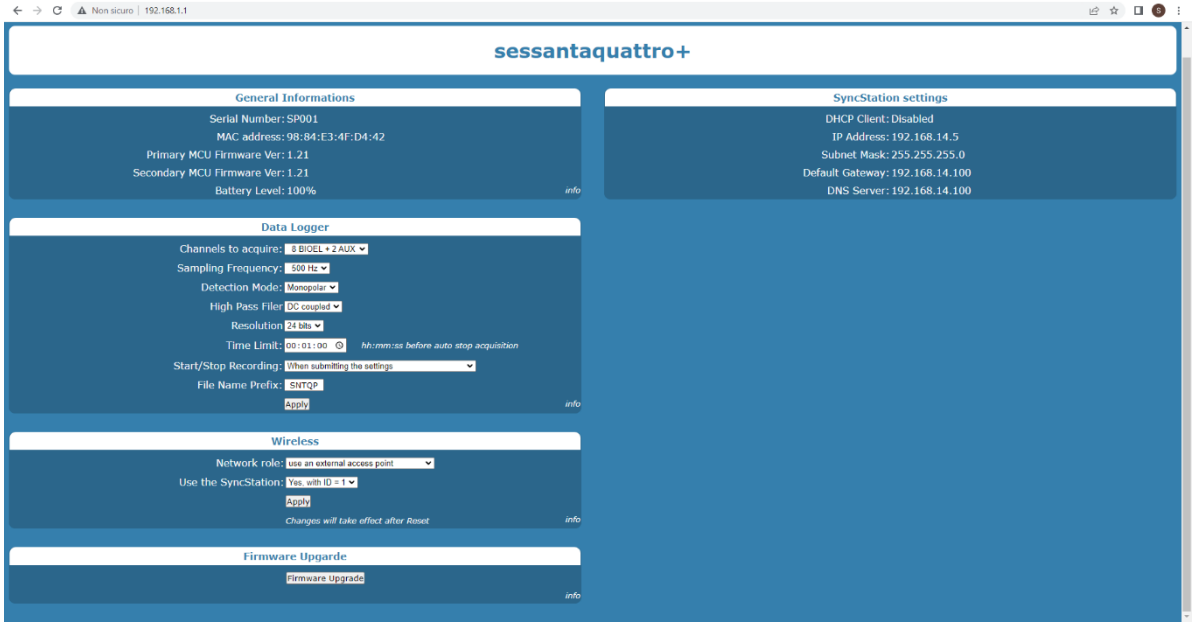 Non sicuro | 192.168.1.1
S
sessantaquattro+
General Informations
Serial Number: SP001
MAC address: 98:84:E3:4F:D4:42
Primary MCU Firmware Ver: 1.21
Secondary MCU Firmware Ver: 1.21
Battery Level: 100%
info
SyncStation settings
DHCP Client: Disabled
IP Address: 192.168.14.5
Subnet Mask: 255.255.255.0
Default Gateway: 192.168.14.100
DNS Server: 192.168.14.100
Data Logger
Channels to acquire: 8 BIOEL + 2 AUX
Sampling Frequency: 500 Hz
Detection Mode: Monopolar
High Pass Filer DC coupled
Resolution 24 bits
Time Limit: 00:01:00 hh:mm:ss before auto stop acquisition
Start/Stop Recording: When submitting the settings
File Name Prefix: SNTQP
Apply
info
Wireless
Network role: use an external access point
Use the SyncStation: Yes, with ID = 1
Apply
Changes will take effect after Reset
info
Firmware Upgarde
Firmware Upgrade
info